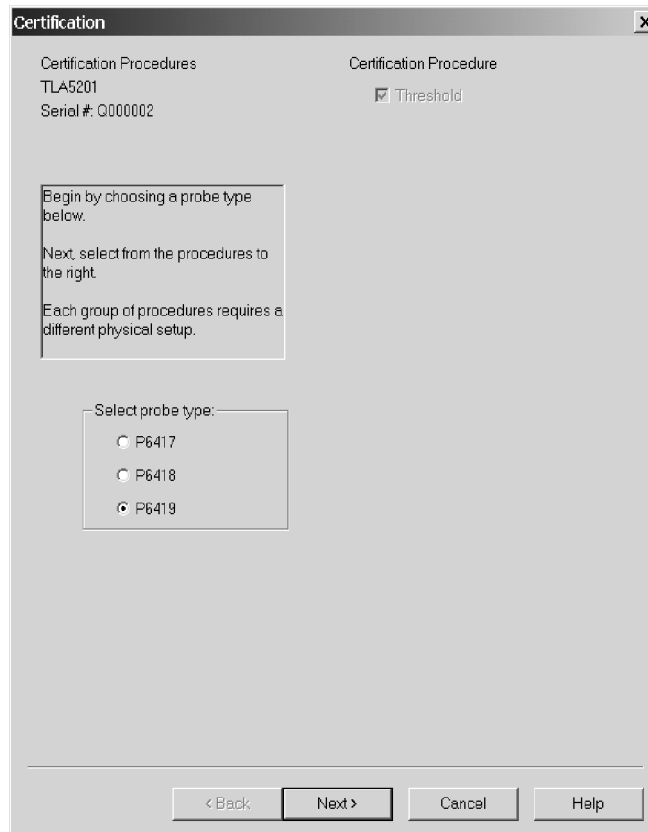 Certification
Certification Procedures
TLA5201
Serial #: Q000002
Certification Procedure
Threshold
Begin by choosing a probe type
below.
Next, select from the procedures to
the right.
Each group of procedures requires a
different physical setup.
Select probe type:
P6417
P6418
P6419
< Back
Next >
Cancel
Help